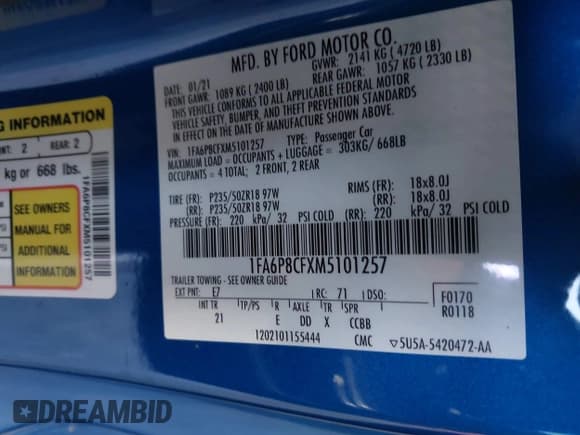 MFD. BY FORD MOTOR CO.
01/21
GVWR: 2141 KG ( 4720 LB)
FRONT GAWR: 1089 KG ( 2400 LB)
REAR GAWR: 1057 KG ( 2330 LB)
THIS VEHICLE CONFORMS TO ALL APPLICABLE FEDERAL MOTOR
VEHICLE SAFETY, BUMPER, AND THEFT PREVENTION STANDARDS
IN EFFECT ON THE DATE OF MANUFACTURE SHOWN ABOVE.
VIN: 1FA6P8CFXM5101257 TYPE: Passenger Car
MAXIMUM LOAD = OCCUPANTS + LUGGAGE = 303KG/ 668LB
OCCUPANTS = 4 TOTAL; 2 FRONT, 2 REAR
TIRE (FR): P235/50ZR18 97W RIMS (FR): 18x8.0J
(RR): P235/50ZR18 97W (RR): 18x8.0J
PRESSURE (FR): 220 kPa/ 32 PSI COLD (RR): 220 kPa/ 32 PSI COLD
1FA6P8CFXM5101257
TRAILER TOWING - SEE OWNER GUIDE
EXT PNT: E7 RC: 71 DSO: F0170
INT TR TP/PS R AXLE TR SPR R0118
21 E DD X CCBB
1202101155444 CMC 5U5A-5420472-AA
G INFORMATION
NT: 2 REAR: 2
kg or 668 lbs.
SEE OWNERS
MANUAL FOR
ADDITIONAL
INFORMATION
1FA6P8CFXM5101257
DREAMBID